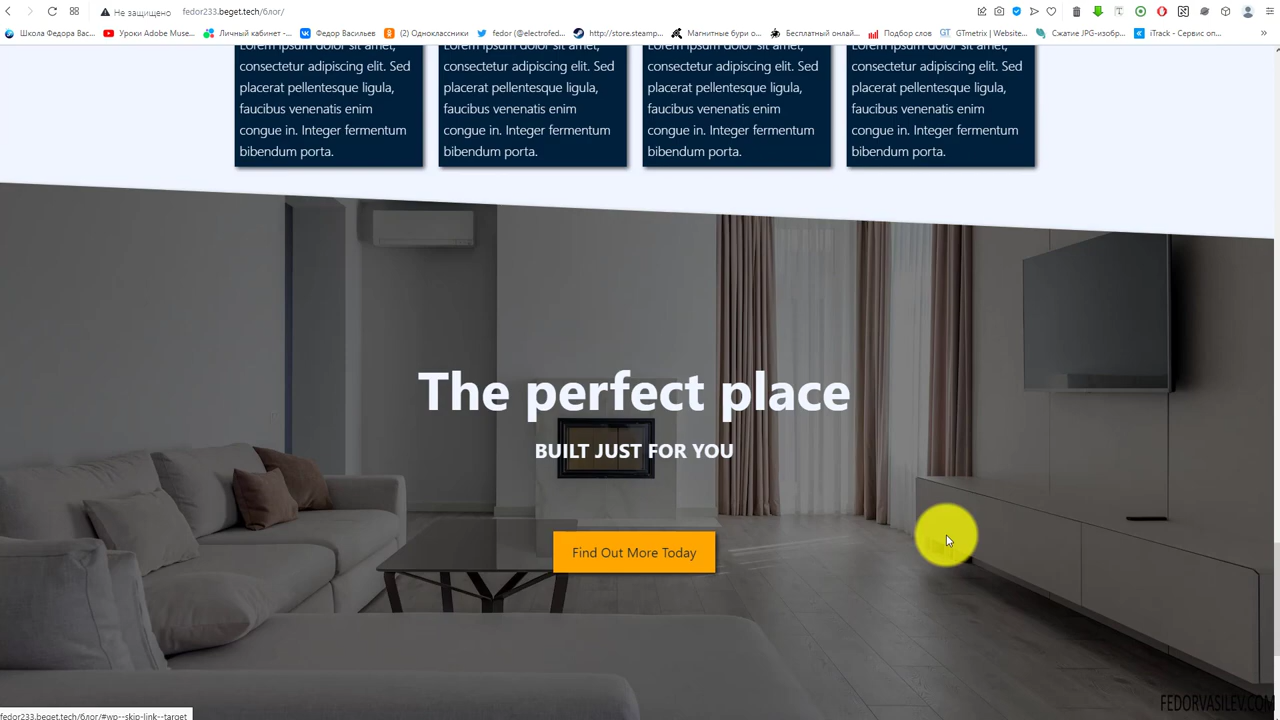 Не защищено
fedor233.beget.tech/блог/
Школа Федора Вас...
Уроки Adobe Muse...
Личный кабинет -...
Федор Васильев
(2) Одноклассники
fedor (@electrofed...
http://store.steamp...
Магнитные бури о...
Бесплатный онлай...
Подбор слов
GTmetrix | Website...
Сжатие JPG-изобр...
iTrack - Сервис оп...
»
Lorem ipsum dolor sit amet,
consectetur adipiscing elit. Sed
placerat pellentesque ligula,
faucibus venenatis enim
congue in. Integer fermentum
bibendum porta.
Lorem ipsum dolor sit amet,
consectetur adipiscing elit. Sed
placerat pellentesque ligula,
faucibus venenatis enim
congue in. Integer fermentum
bibendum porta.
Lorem ipsum dolor sit amet,
consectetur adipiscing elit. Sed
placerat pellentesque ligula,
faucibus venenatis enim
congue in. Integer fermentum
bibendum porta.
Lorem ipsum dolor sit amet,
consectetur adipiscing elit. Sed
placerat pellentesque ligula,
faucibus venenatis enim
congue in. Integer fermentum
bibendum porta.
The perfect place
BUILT JUST FOR YOU
Find Out More Today
FEDORVASILEV.COM
fedor233.beget.tech/блог/#wp--skip-link--target